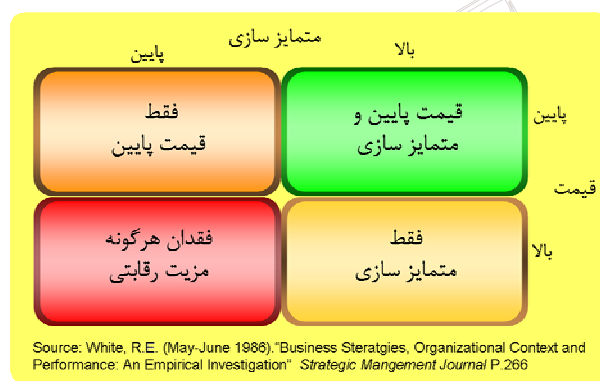 متمایز سازی
بالا
پایین
پایین
قیمت پایین و
متمایز سازی
فقط
قیمت پایین
قیمت
بالا
فقط
متمایز سازی
فقدان هرگونه
مزیت رقابتی
Source: White, R.E. (May-June 1986)."Business Steratgies, Organizational Context and
Performance: An Empirical Investigation" Strategic Mangement Journal P.266